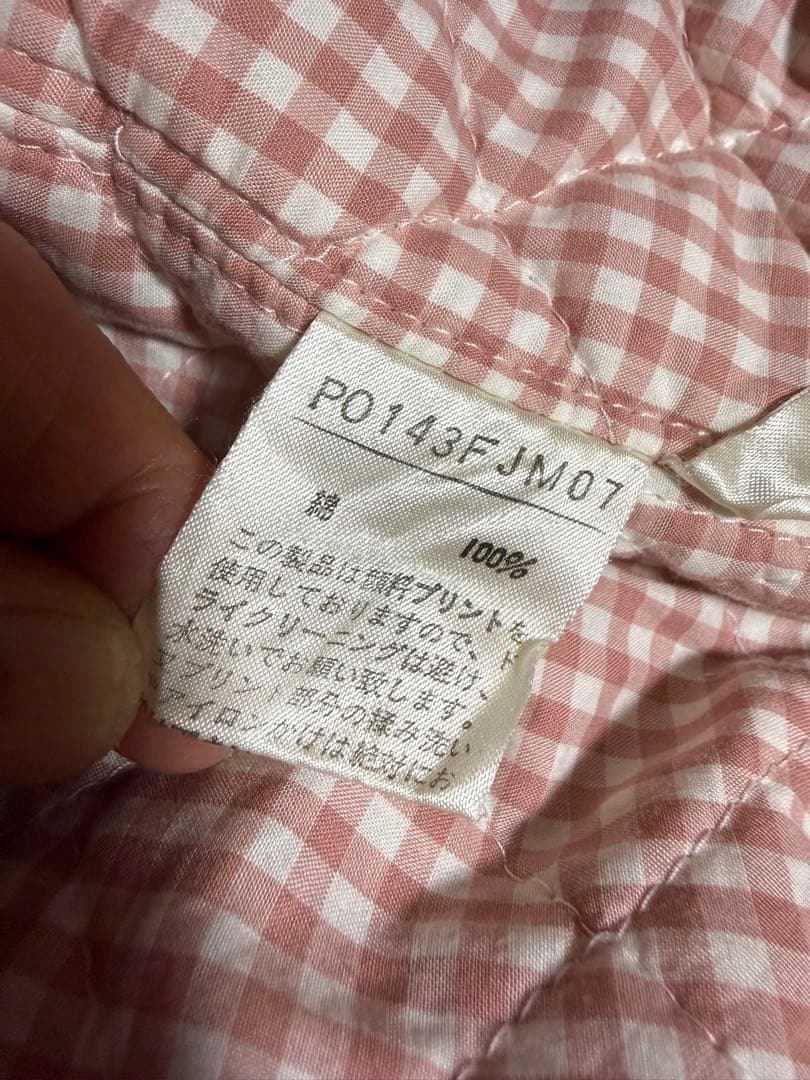 PO143FJM07
綿 100%
この製品は顔料プリントを
使用しておりますので、ド
ライクリーニングは避け、
水洗いでお願い致します。
プリント部分の揉み洗い
アイロンがけは絶対にお